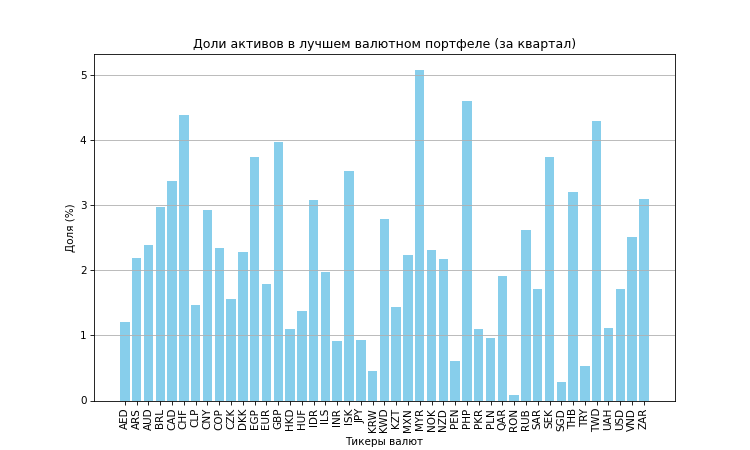 Доли активов в лучшем валютном портфеле (за квартал)
5
4
3
2
1
0
Доля (%)
AED ARS AUD BRL CAD CHF CLP CNY COP CZK DKK EGP EUR GBP HKD HUF IDR ILS INR ISK JPY KRW KWD KZT MXN MYR NOK NZD PEN PHP PKR PLN QAR RON RUB SAR SEK SGD THB TRY TWD UAH USD VND ZAR
Тикеры валют